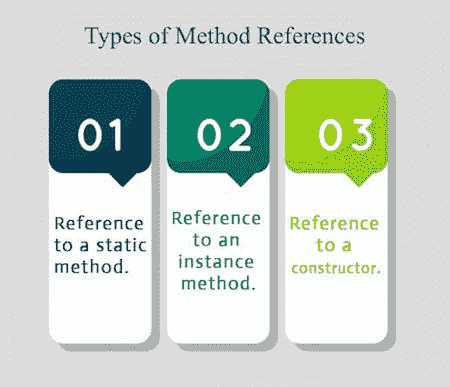 Types of Method References
01
Reference
to a static
method.
02
Reference
to an
instance
method.
03
Reference
to a
constructor.